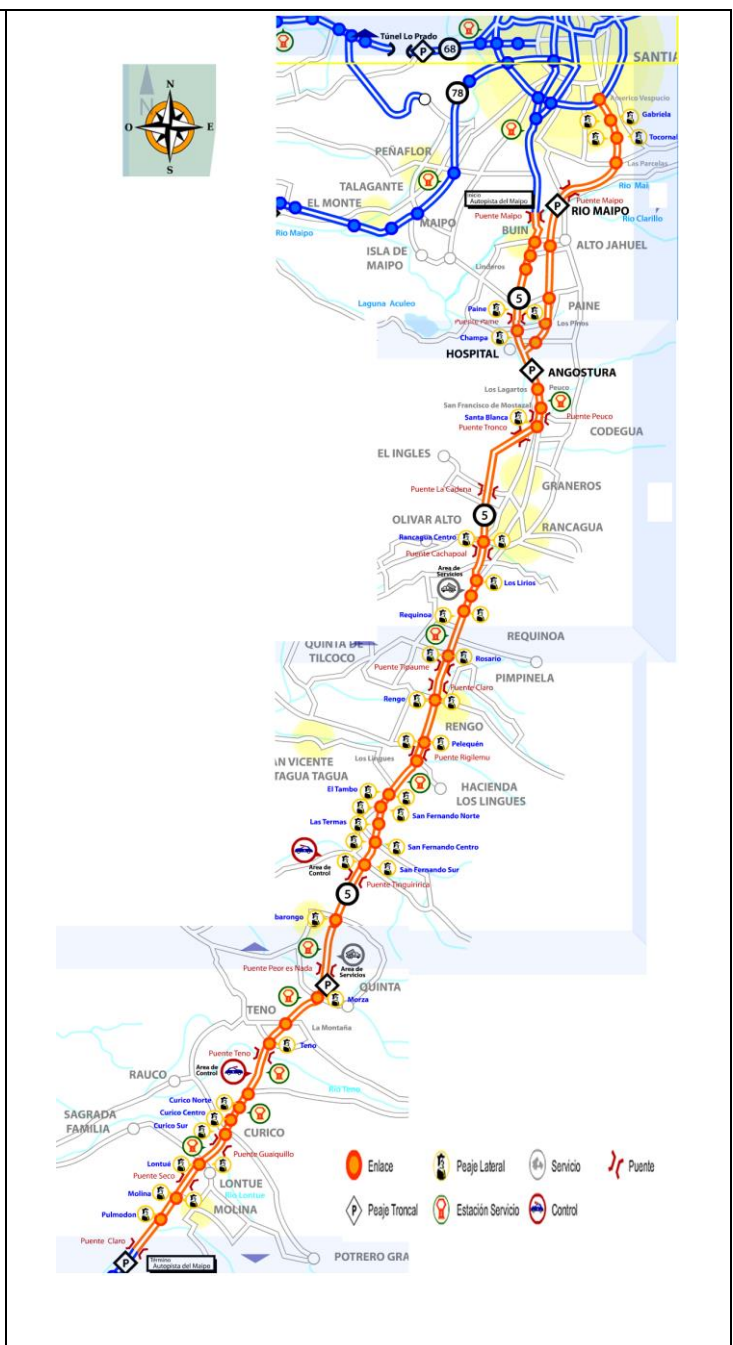 Túnel Lo Prado
P
68
SANTIA
N
O
E
S
N
78
Americo Vespucio
Gabriela
Tocornal
PEÑAFLOR
Las Parcelas
TALAGANTE
Rio Mai
EL MONTE
Inicio
Autopista del Maipo
Puente Maipo
Rio Clarillo
MAIPO
Puente Maipo
P
RIO MAIPO
Rio Maipo
BUIN
ALTO JAHUEL
ISLA DE
MAIPO
Linderos
5
Laguna Aculeo
Paine
PAINE
Puente Paine
Los Pinos
Champa
HOSPITAL
P
ANGOSTURA
Los Lagartos
Peuco
San Francisco de Mostazal
Santa Blanca
Puente Peuco
Puente Tronco
CODEGUA
EL INGLES
Puente La Cadena
GRANEROS
5
OLIVAR ALTO
RANCAGUA
Rancagua Centro
Puente Cachapoal
Area de
Servicios
Los Lirios
Requinoa
REQUINOA
QUINTA DE
TILCOCO
Rosario
Puente Tipaume
PIMPINELA
Puente Claro
Rengo
RENGO
Pelequén
AN VICENTE
TAGUA TAGUA
Los Lingues
Puente Rigilemu
El Tambo
HACIENDA
LOS LINGUES
San Fernando Norte
Las Termas
San Fernando Centro
Area de
Control
San Fernando Sur
Puente Tinguiririca
5
barongo
Puente Peor es Nada
Area de
Servicios
P
QUINTA
Morza
TENO
La Montaña
Teno
Puente Teno
Area de
Control
RAUCO
Rio Teno
Curico Norte
Curico Centro
SAGRADA
FAMILIA
Curico Sur
CURICO
Puente Guaiquillo
Lontuá
Puente Seco
LONTUE
Rio Lontue
Molina
MOLINA
Pulmodon
Puente Claro
P
Término
Autopista del Maipo
POTRERO GRA
Enlace
Peaje Lateral
Servicio
Puente
P
Peaje Troncal
Estación Servicio
Control